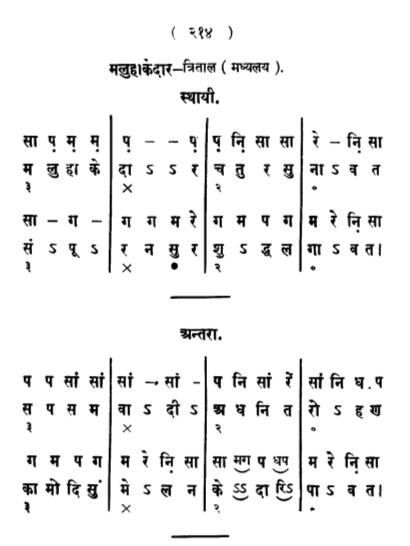 ( २१४ )
मलुहाकेदार–त्रिताल ( मध्यलय ).
स्थायी.
सा प़ म़ म़ | प़ - - प़ | प़ नि़ सा सा | रे - नि़ सा
म लु हा के | दा ऽ ऽ र | च तु र सु | ना ऽ व त
३ × २ ०
सा - ग - | ग ग म रे | ग म प ग | म रे नि़ सा
सं ऽ पू ऽ | र न सु र | शु ऽ द्ध ल | गा ऽ वत।
३ × २ ०
अन्तरा.
प प सां सां | सां - सां - | प नि सां रें | सां नि ध प
स प स म | वा ऽ दी ऽ | अ ध नि त | रो ऽ ह ण
३ × २ ०
ग म प ग | म रे नि़ सा | सा मग प धप | म रे नि़ सा
का मो दि सुं | मे ऽ ल न | के ऽऽ दा रिऽ | पा ऽ व त।
३ × २ ०